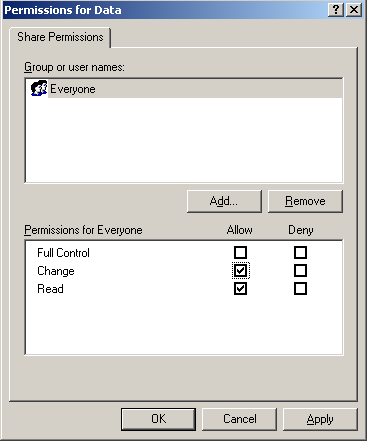 Permissions for Data
Share Permissions
Group or user names:
Everyone
Add... Remove
Permissions for Everyone Allow Deny
Full Control
Change
Read
OK Cancel Apply